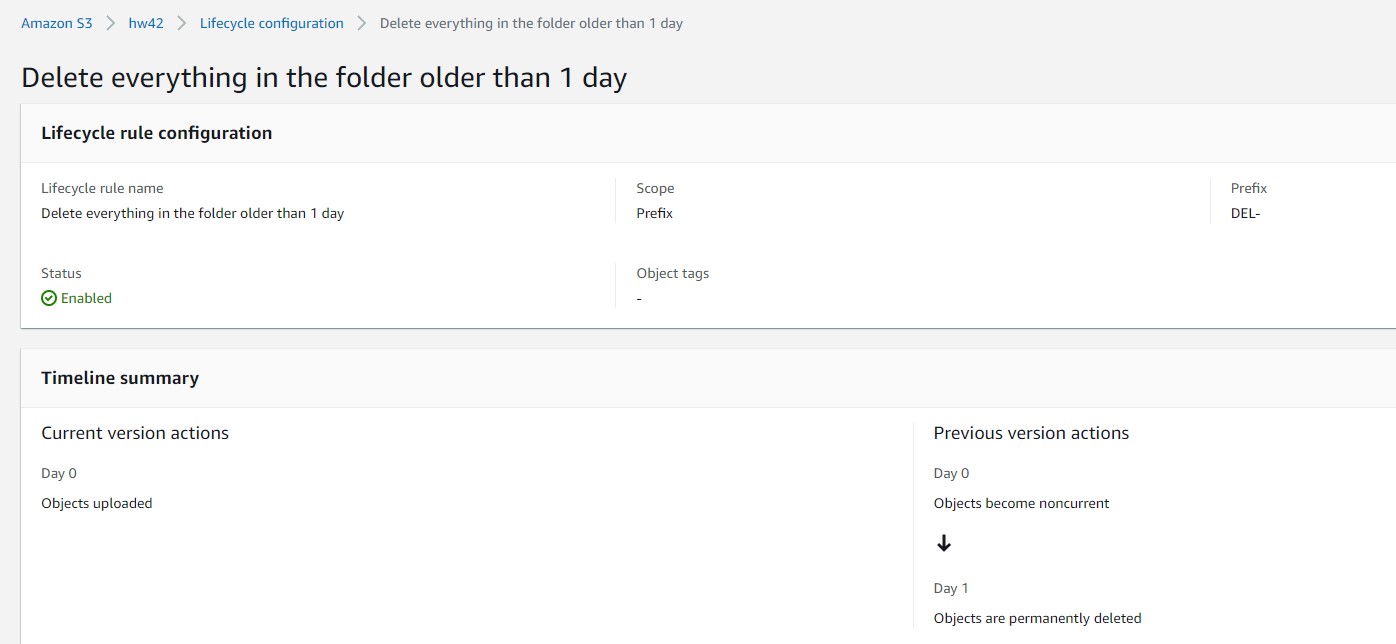 Amazon S3 > hw42 > Lifecycle configuration > Delete everything in the folder older than 1 day
Delete everything in the folder older than 1 day
Lifecycle rule configuration
Lifecycle rule name
Delete everything in the folder older than 1 day
Scope
Prefix
Prefix
DEL-
Status
Enabled
Object tags
-
Timeline summary
Current version actions
Day 0
Objects uploaded
Previous version actions
Day 0
Objects become noncurrent
Day 1
Objects are permanently deleted